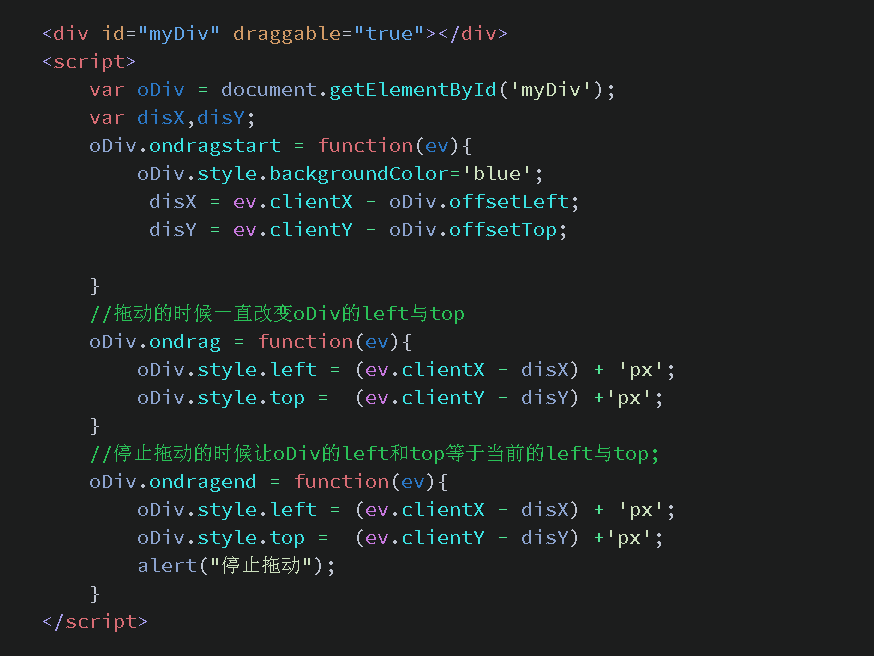 <div id="myDiv" draggable="true"></div>
<script>
    var oDiv = document.getElementById('myDiv');
    var disX,disY;
    oDiv.ondragstart = function(ev){
        oDiv.style.backgroundColor='blue';
         disX = ev.clientX - oDiv.offsetLeft;
         disY = ev.clientY - oDiv.offsetTop;

    }
    //拖动的时候一直改变oDiv的left与top
    oDiv.ondrag = function(ev){
        oDiv.style.left = (ev.clientX - disX) + 'px';
        oDiv.style.top =  (ev.clientY - disY) +'px';
    }
    //停止拖动的时候让oDiv的left和top等于当前的left与top;
    oDiv.ondragend = function(ev){
        oDiv.style.left = (ev.clientX - disX) + 'px';
        oDiv.style.top =  (ev.clientY - disY) +'px';
        alert("停止拖动");
    }
</script>